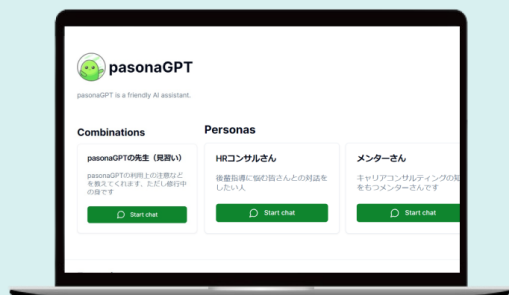 pasonaGPT
pasonaGPT is a friendly AI assistant.
Combinations
pasonaGPTの先生（見習い）
pasonaGPTの利用上の注意など
を教えてくれます、ただし修行中
の身です
Start chat
Personas
HRコンサルさん
後輩指導に悩む皆さんとの対話を
したい人
Start chat
メンターさん
キャリアコンサルティングの知
をもつメンターさんです
Start chat